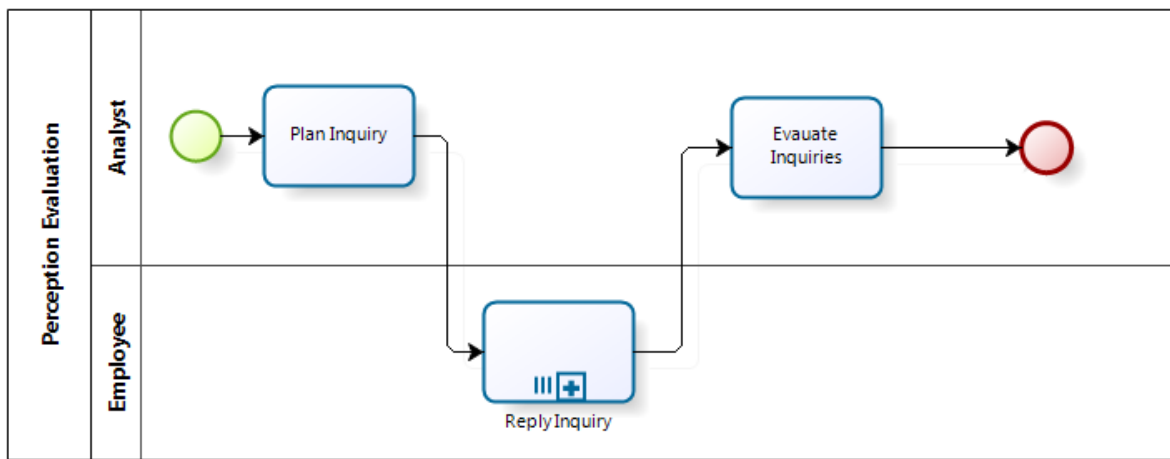 Perception Evaluation
Analyst
Plan Inquiry
Evauate
Inquiries
Employee
Reply Inquiry